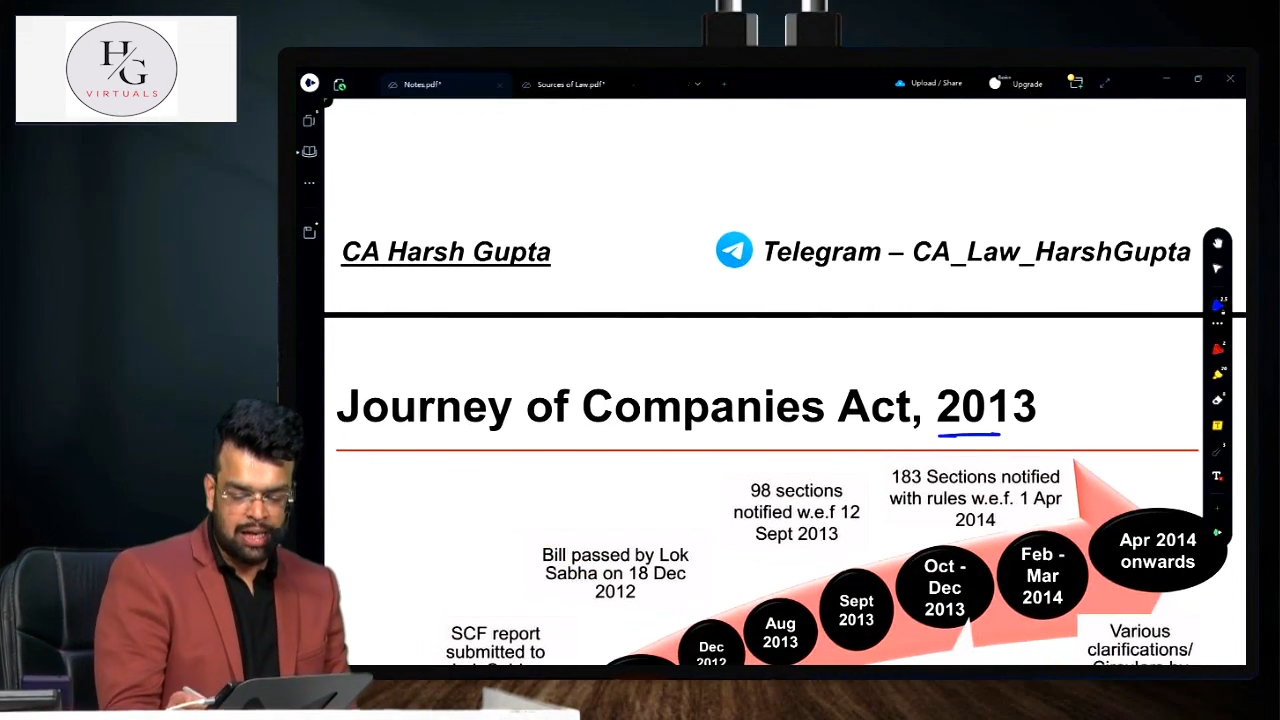 H/G
VIRTUALS
Notes.pdf*
Sources of Law.pdf*
Upload / Share
Upgrade
CA Harsh Gupta
Telegram – CA_Law_HarshGupta
Journey of Companies Act, 2013
183 Sections notified
with rules w.e.f. 1 Apr
2014
98 sections
notified w.e.f 12
Sept 2013
Bill passed by Lok
Sabha on 18 Dec
2012
SCF report
submitted to
Dec
2012
Aug
2013
Sept
2013
Oct -
Dec
2013
Feb -
Mar
2014
Apr 2014
onwards
Various
clarifications/
Circulars by